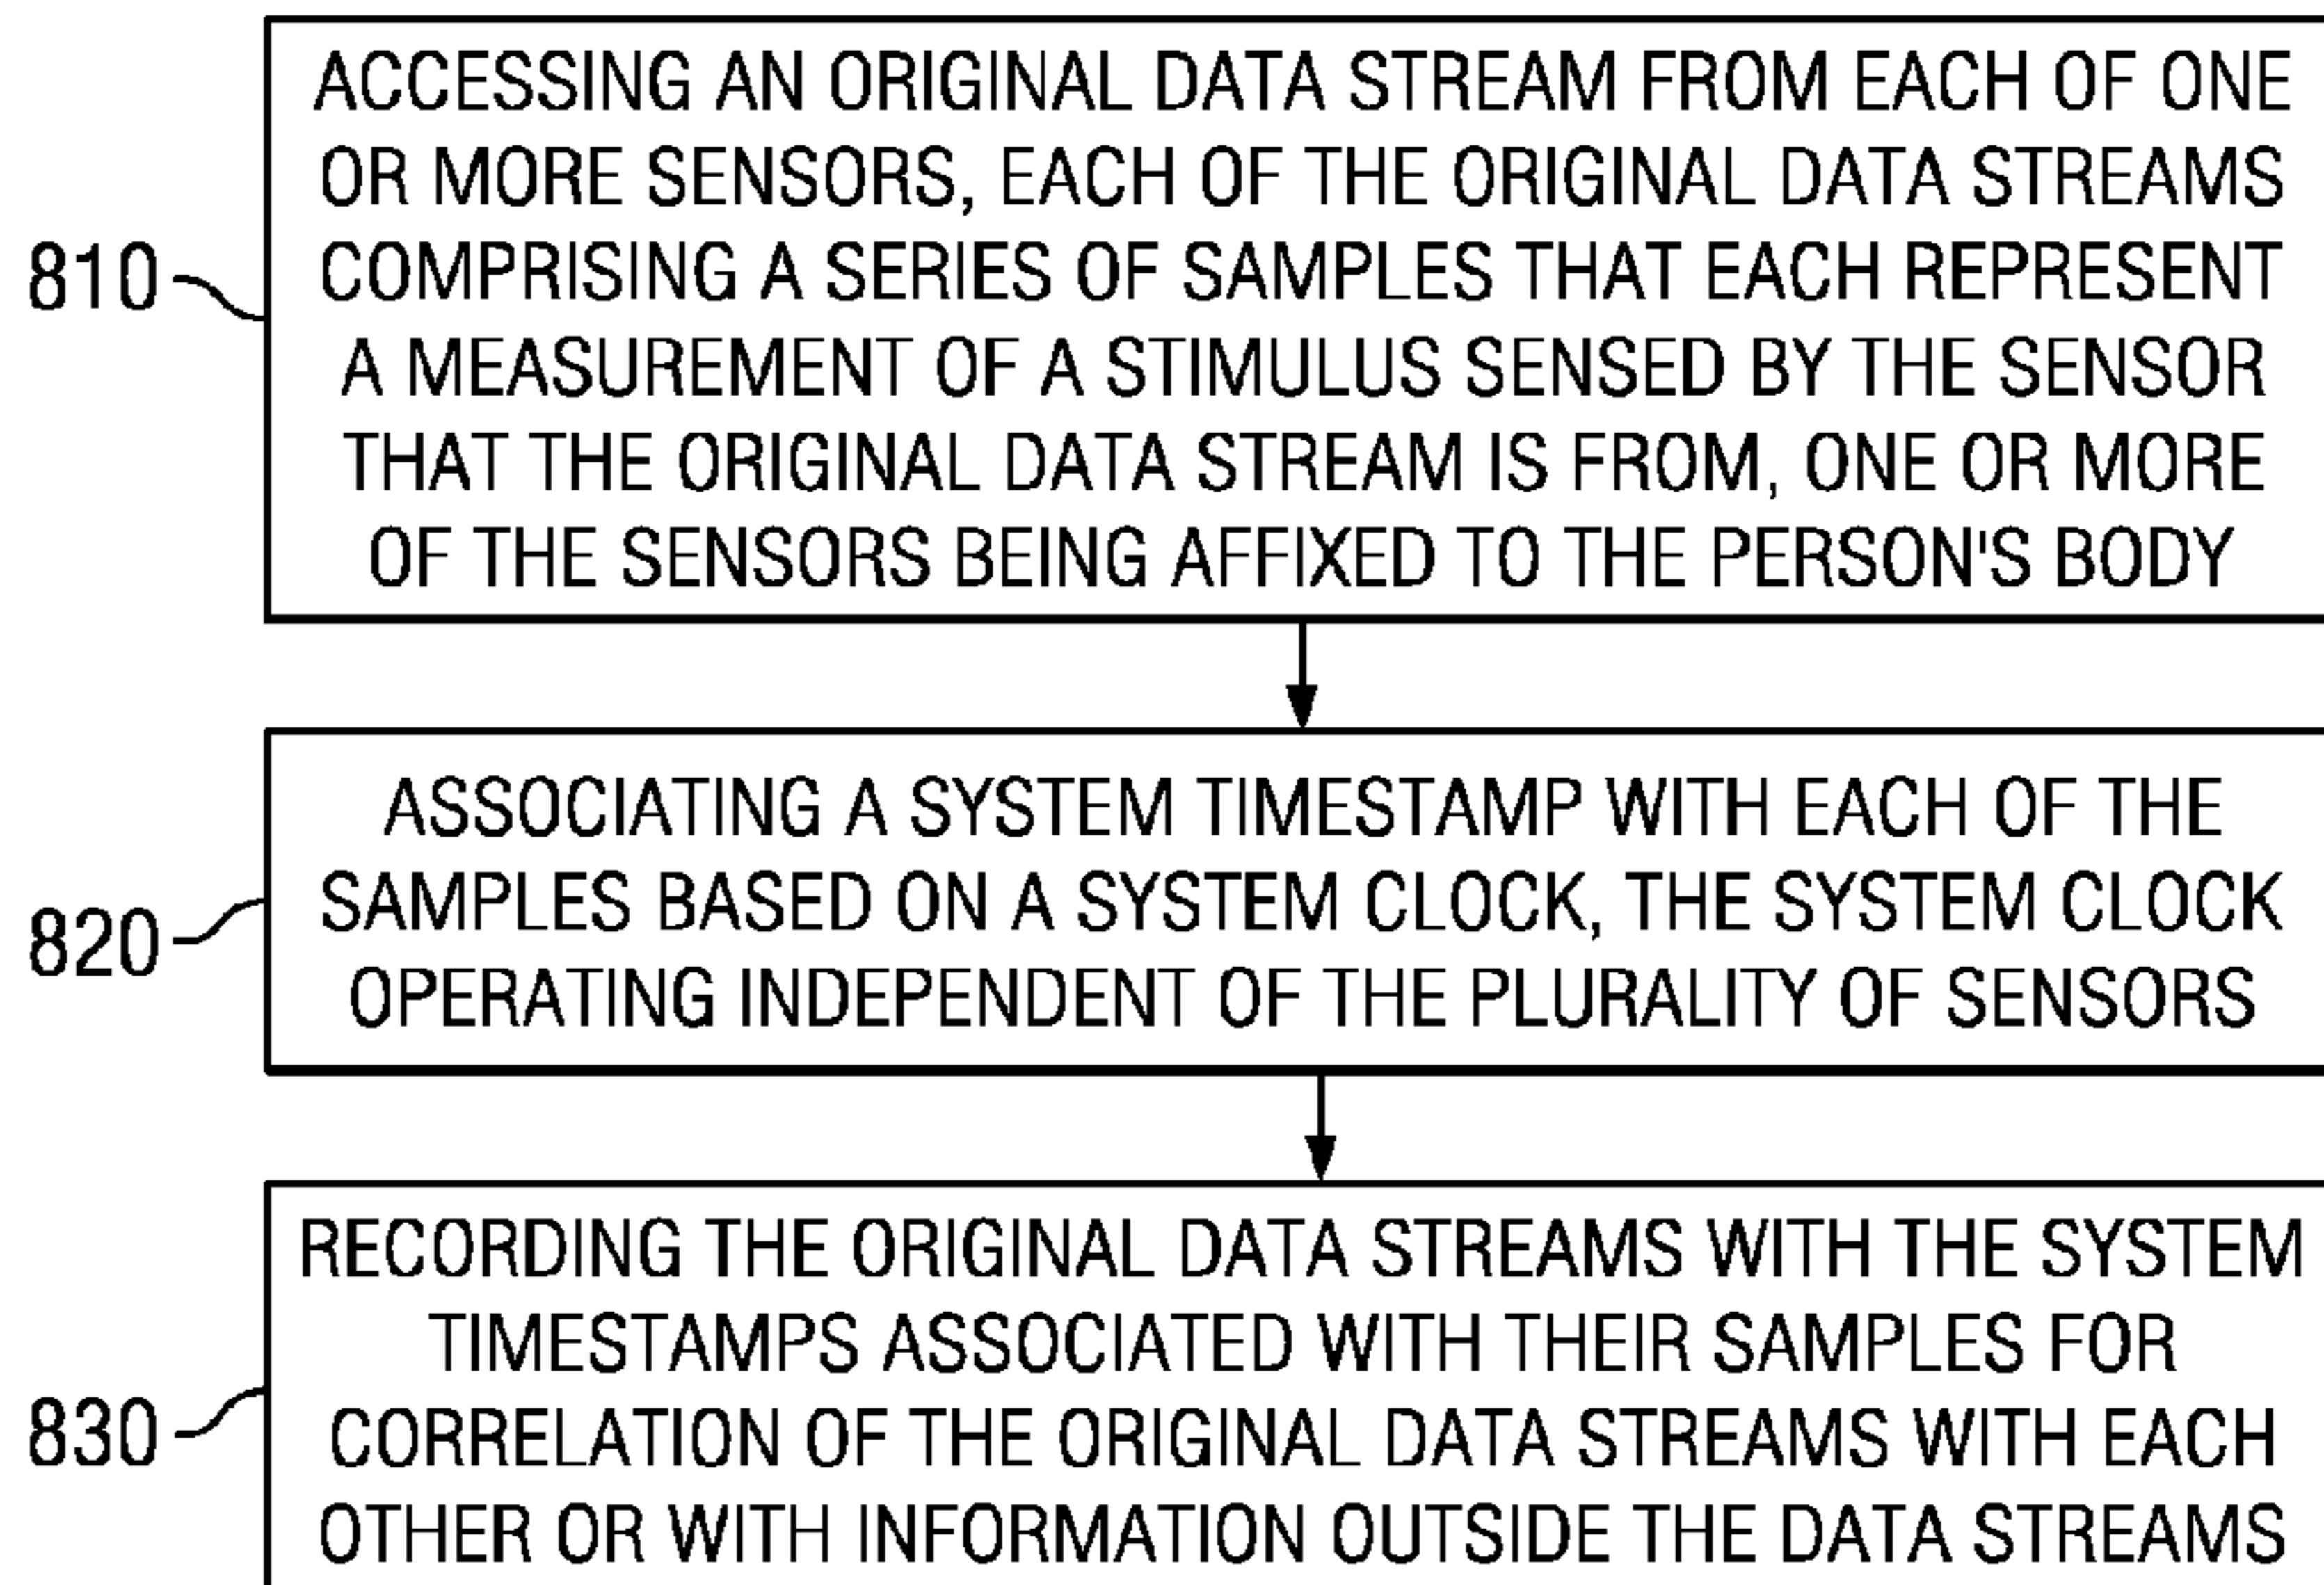 ACCESSING AN ORIGINAL DATA STREAM FROM EACH OF ONE
OR MORE SENSORS, EACH OF THE ORIGINAL DATA STREAMS
COMPRISING A SERIES OF SAMPLES THAT EACH REPRESENT
A MEASUREMENT OF A STIMULUS SENSED BY THE SENSOR
THAT THE ORIGINAL DATA STREAM IS FROM, ONE OR MORE
OF THE SENSORS BEING AFFIXED TO THE PERSON'S BODY
810
ASSOCIATING A SYSTEM TIMESTAMP WITH EACH OF THE
SAMPLES BASED ON A SYSTEM CLOCK, THE SYSTEM CLOCK
OPERATING INDEPENDENT OF THE PLURALITY OF SENSORS
820
RECORDING THE ORIGINAL DATA STREAMS WITH THE SYSTEM
TIMESTAMPS ASSOCIATED WITH THEIR SAMPLES FOR
CORRELATION OF THE ORIGINAL DATA STREAMS WITH EACH
OTHER OR WITH INFORMATION OUTSIDE THE DATA STREAMS
830